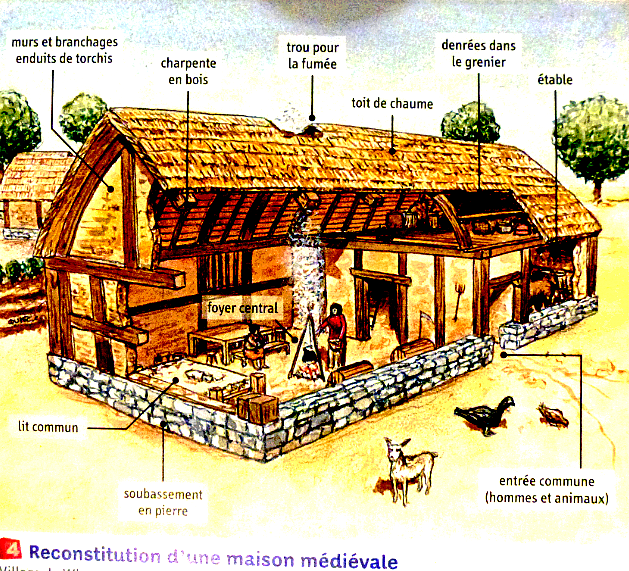 murs et branchages
enduits de torchis
charpente
en bois
trou pour
la fumée
toit de chaume
denrées dans
le grenier
étable
foyer central
lit commun
soubassement
en pierre
entrée commune
(hommes et animaux)
4 Reconstitution d'une maison médiévale